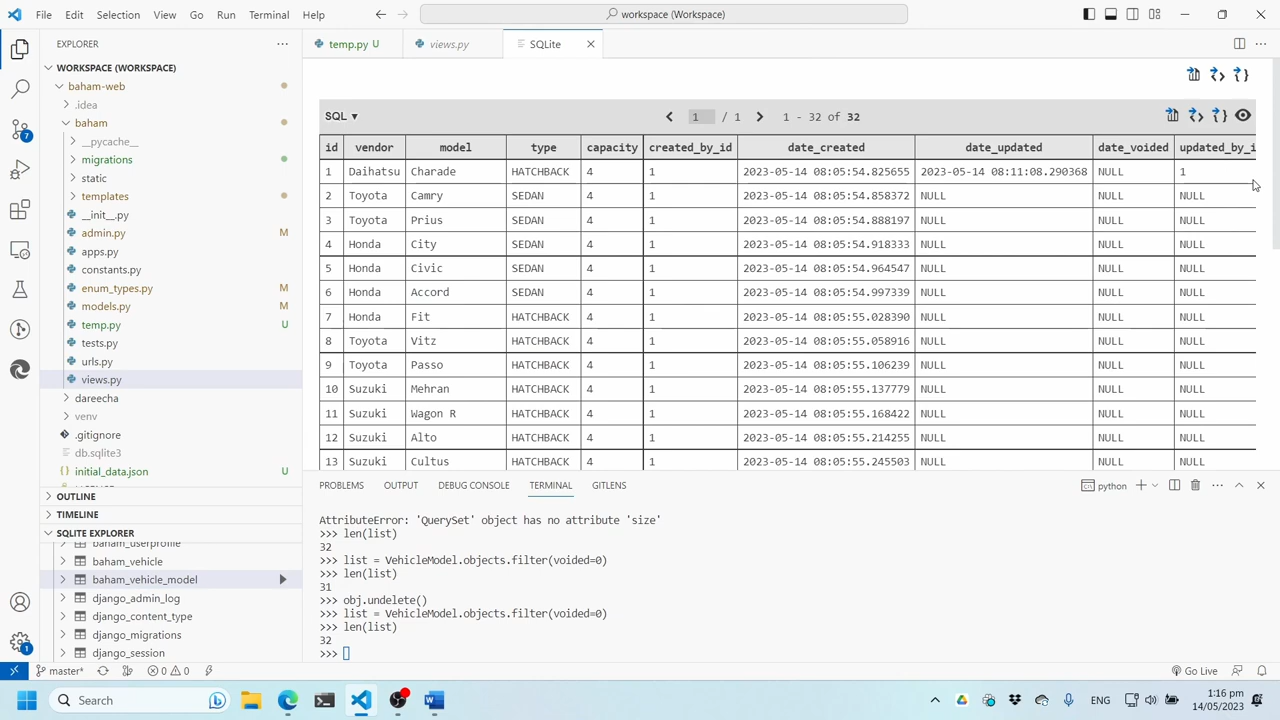 File Edit Selection View Go Run Terminal Help
workspace (Workspace)
EXPLORER
temp.py U
views.py
SQLite
WORKSPACE (WORKSPACE)
baham-web
.idea
baham
__pycache__
migrations
static
templates
__init__.py
admin.py M
apps.py
constants.py
enum_types.py M
models.py M
temp.py U
tests.py
urls.py
views.py
dareecha
venv
.gitignore
db.sqlite3
initial_data.json U
OUTLINE
TIMELINE
SQLITE EXPLORER
baham_userprofile
baham_vehicle
baham_vehicle_model
django_admin_log
django_content_type
django_migrations
django_session
7
1
SQL ▼ 1 / 1 1 - 32 of 32
id vendor model type capacity created_by_id date_created date_updated date_voided updated_by_i
1 Daihatsu Charade HATCHBACK 4 1 2023-05-14 08:05:54.825655 2023-05-14 08:11:08.290368 NULL 1
2 Toyota Camry SEDAN 4 1 2023-05-14 08:05:54.858372 NULL NULL NULL
3 Toyota Prius SEDAN 4 1 2023-05-14 08:05:54.888197 NULL NULL NULL
4 Honda City SEDAN 4 1 2023-05-14 08:05:54.918333 NULL NULL NULL
5 Honda Civic SEDAN 4 1 2023-05-14 08:05:54.964547 NULL NULL NULL
6 Honda Accord SEDAN 4 1 2023-05-14 08:05:54.997339 NULL NULL NULL
7 Honda Fit HATCHBACK 4 1 2023-05-14 08:05:55.028390 NULL NULL NULL
8 Toyota Vitz HATCHBACK 4 1 2023-05-14 08:05:55.058916 NULL NULL NULL
9 Toyota Passo HATCHBACK 4 1 2023-05-14 08:05:55.106239 NULL NULL NULL
10 Suzuki Mehran HATCHBACK 4 1 2023-05-14 08:05:55.137779 NULL NULL NULL
11 Suzuki Wagon R HATCHBACK 4 1 2023-05-14 08:05:55.168422 NULL NULL NULL
12 Suzuki Alto HATCHBACK 4 1 2023-05-14 08:05:55.214255 NULL NULL NULL
13 Suzuki Cultus HATCHBACK 4 1 2023-05-14 08:05:55.245503 NULL NULL NULL
PROBLEMS OUTPUT DEBUG CONSOLE TERMINAL GITLENS
python
AttributeError: 'QuerySet' object has no attribute 'size'
>>> len(list)
32
>>> list = VehicleModel.objects.filter(voided=0)
>>> len(list)
31
>>> obj.undelete()
>>> list = VehicleModel.objects.filter(voided=0)
>>> len(list)
32
>>>
master* 0 0
Go Live
Search
ENG
1:16 pm
14/05/2023